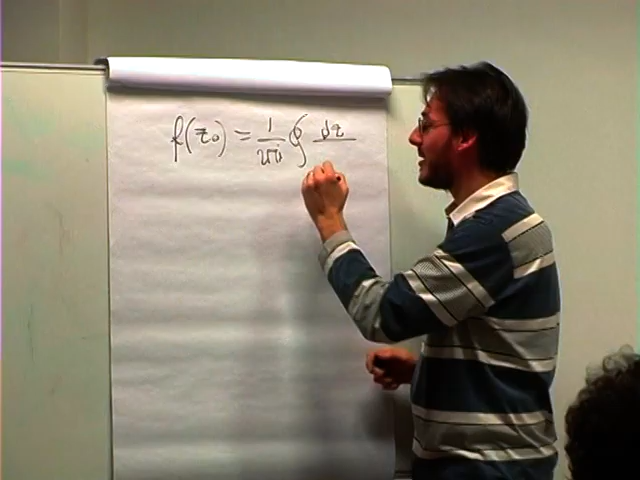 f(z₀) = 1/2πi ∮ dz